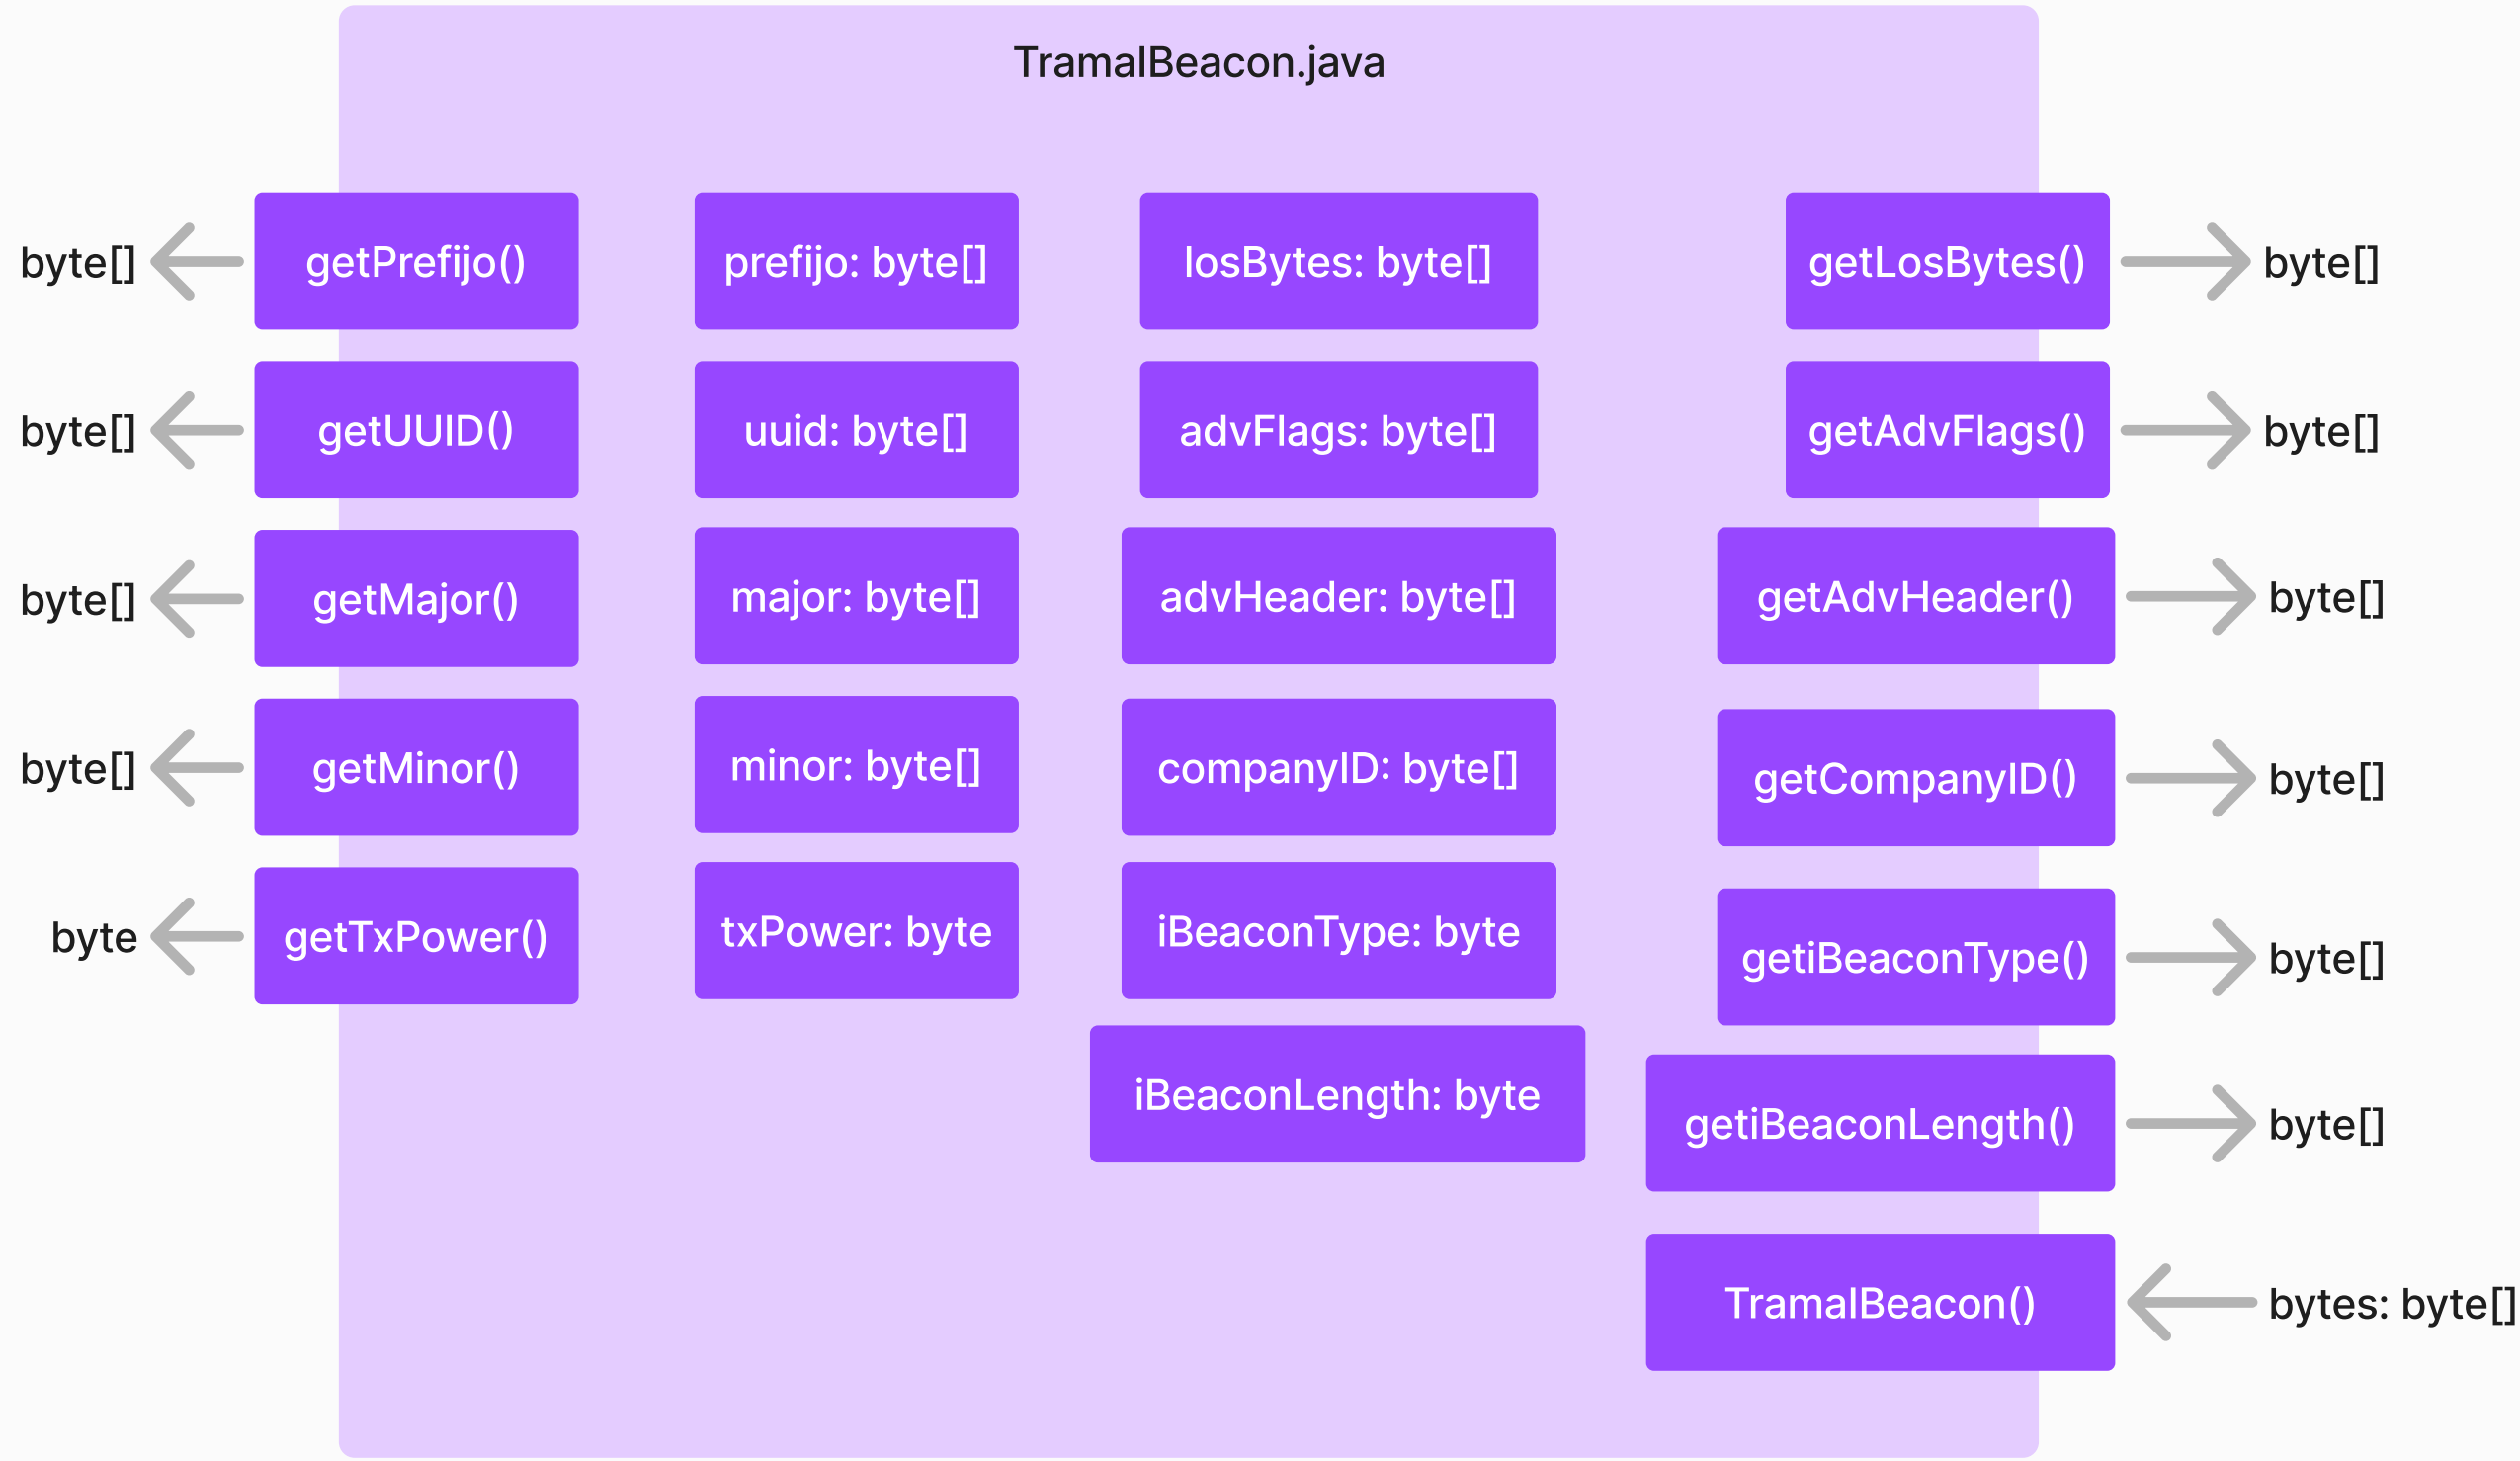 TramaIBeacon.java
byte[] getPrefijo() prefijo: byte[] losBytes: byte[] getLosBytes() byte[]
byte[] getUUID() uuid: byte[] advFlags: byte[] getAdvFlags() byte[]
byte[] getMajor() major: byte[] advHeader: byte[] getAdvHeader() byte[]
byte[] getMinor() minor: byte[] companyID: byte[] getCompanyID() byte[]
byte getTxPower() txPower: byte iBeaconType: byte getiBeaconType() byte[]
iBeaconLength: byte getiBeaconLength() byte[]
TramaIBeacon() bytes: byte[]